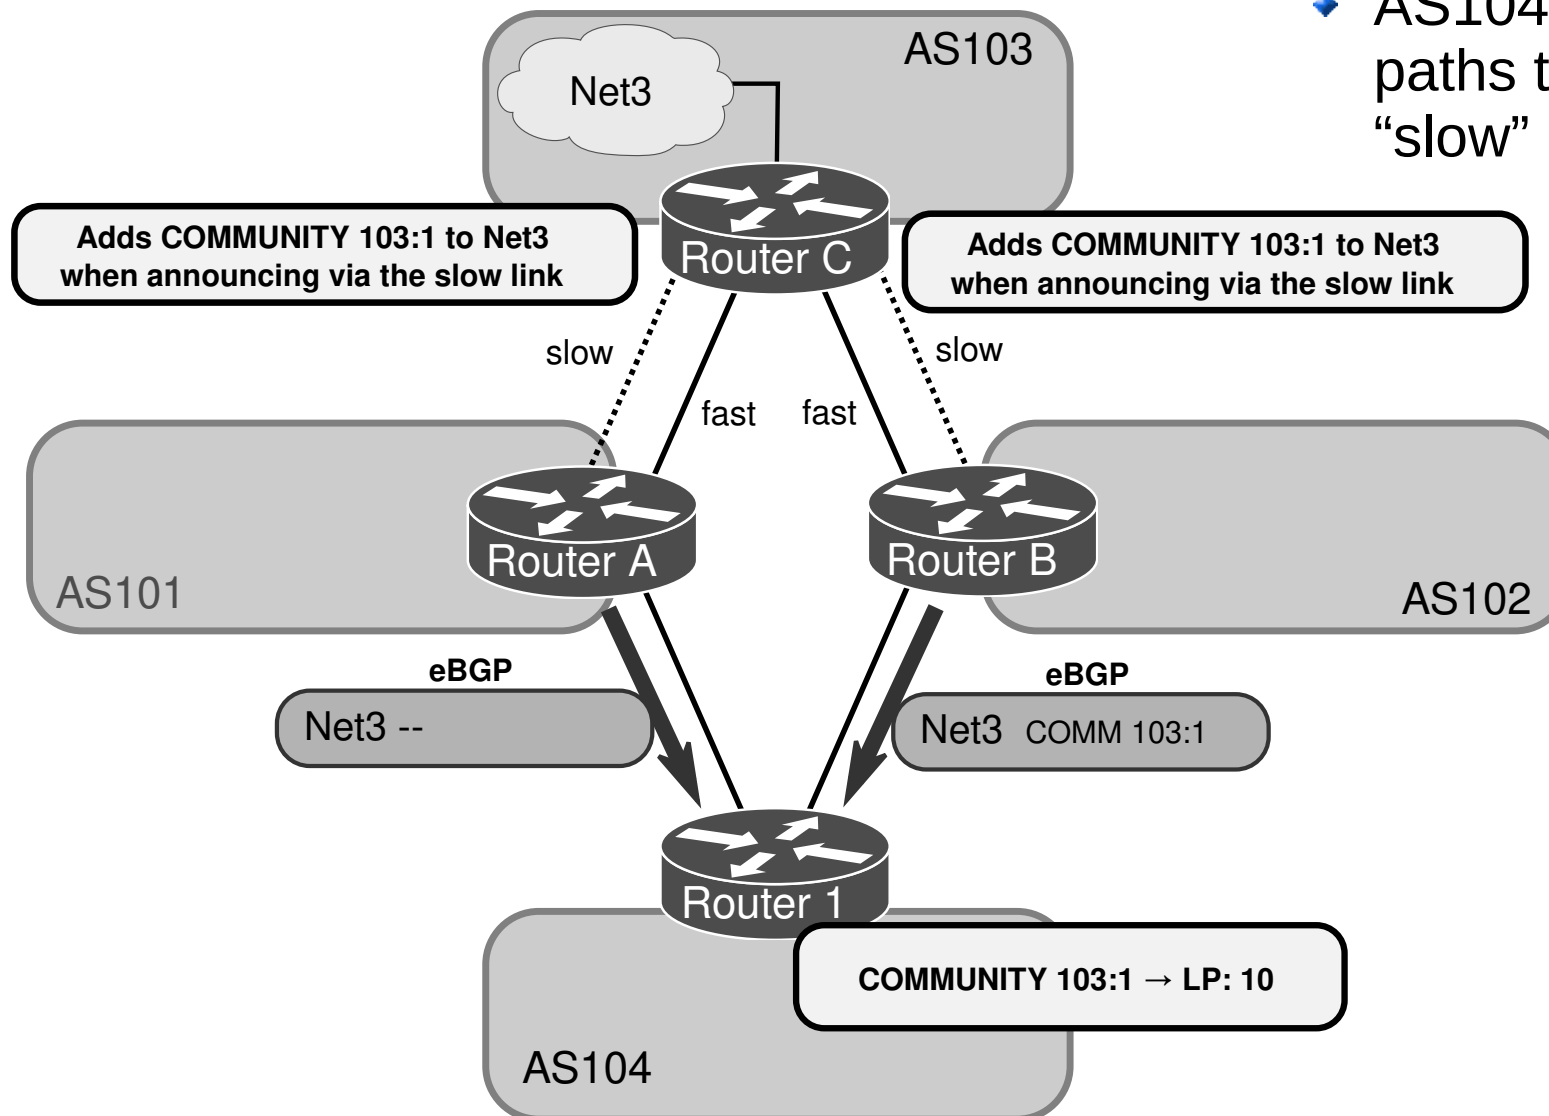 AS104
paths t
“slow”
AS103
Net3
Adds COMMUNITY 103:1 to Net3
when announcing via the slow link
Router C
Adds COMMUNITY 103:1 to Net3
when announcing via the slow link
slow
slow
fast
fast
AS101
Router A
Router B
AS102
eBGP
Net3 --
eBGP
Net3 COMM 103:1
Router 1
COMMUNITY 103:1 → LP: 10
AS104